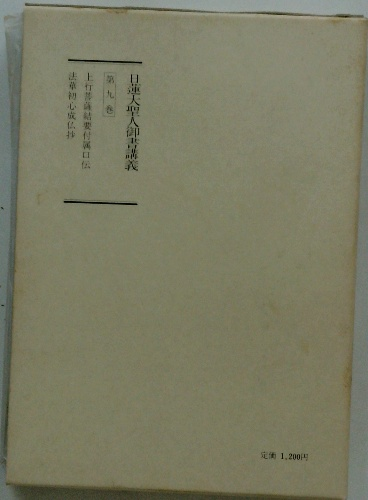 日蓮大聖人御書講義
第九巻
上行菩薩結要付属口伝
法華初心成仏抄
定価 1,200円